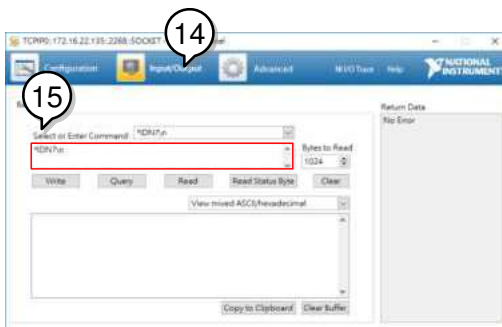 TCPIP0::172.16.22.135::2268::SOCKET
14
Configuration
Input/Output
Advanced
NI I/O Trace
Help
NATIONAL INSTRUMENTS
15
Return Data
No Error
Select or Enter Command
*IDN?\n
*IDN?\n
Bytes to Read
1024
Write
Query
Read
Read Status Byte
Clear
View mixed ASCII/hexadecimal
Copy to Clipboard
Clear Buffer